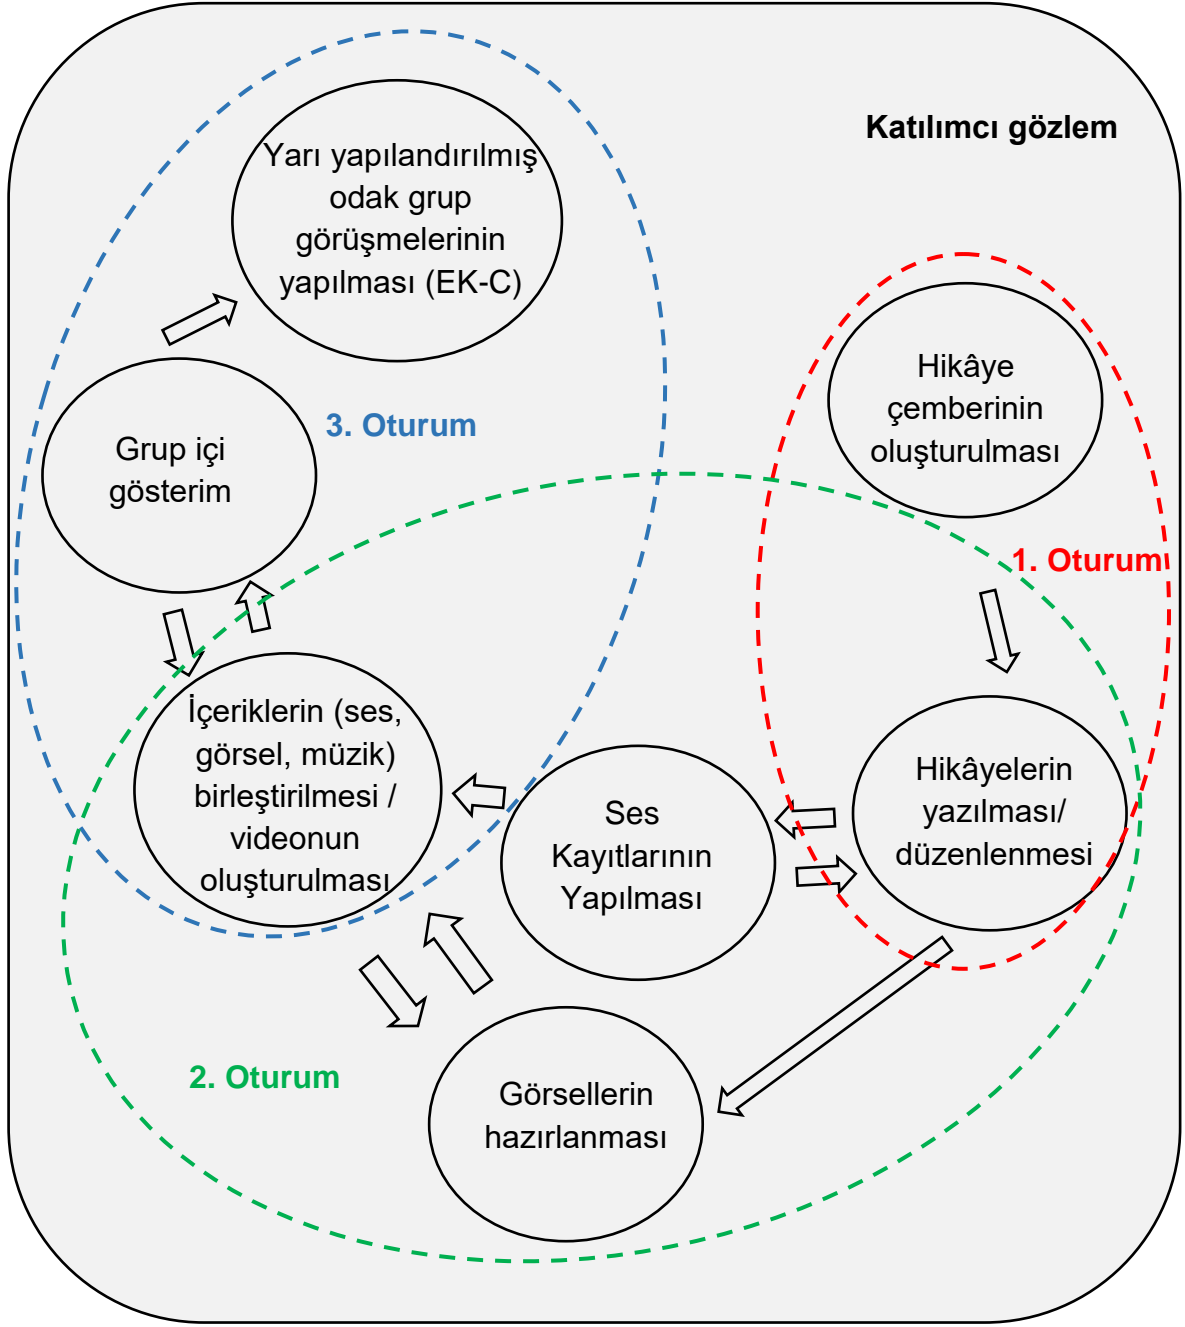 Katılımcı gözlem
Yarı yapılandırılmış
odak grup
görüşmelerinin
yapılması (EK-C)
Hikâye
çemberinin
oluşturulması
3. Oturum
Grup içi
gösterim
1. Oturum
İçeriklerin (ses,
görsel, müzik)
birleştirilmesi /
videonun
oluşturulması
Ses
Kayıtlarının
Yapılması
Hikâyelerin
yazılması/
düzenlenmesi
2. Oturum
Görsellerin
hazırlanması